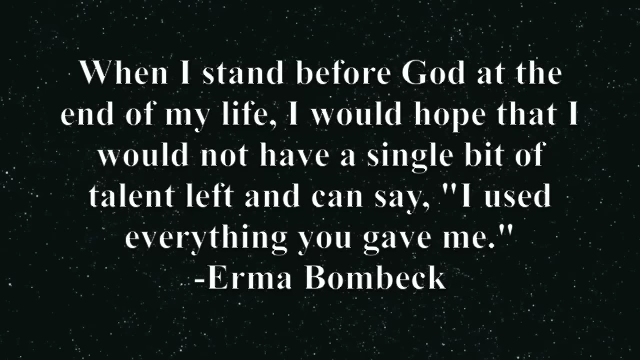 When I stand before God at the
end of my life, I would hope that I
would not have a single bit of
talent left and can say, "I used
everything you gave me."
-Erma Bombeck